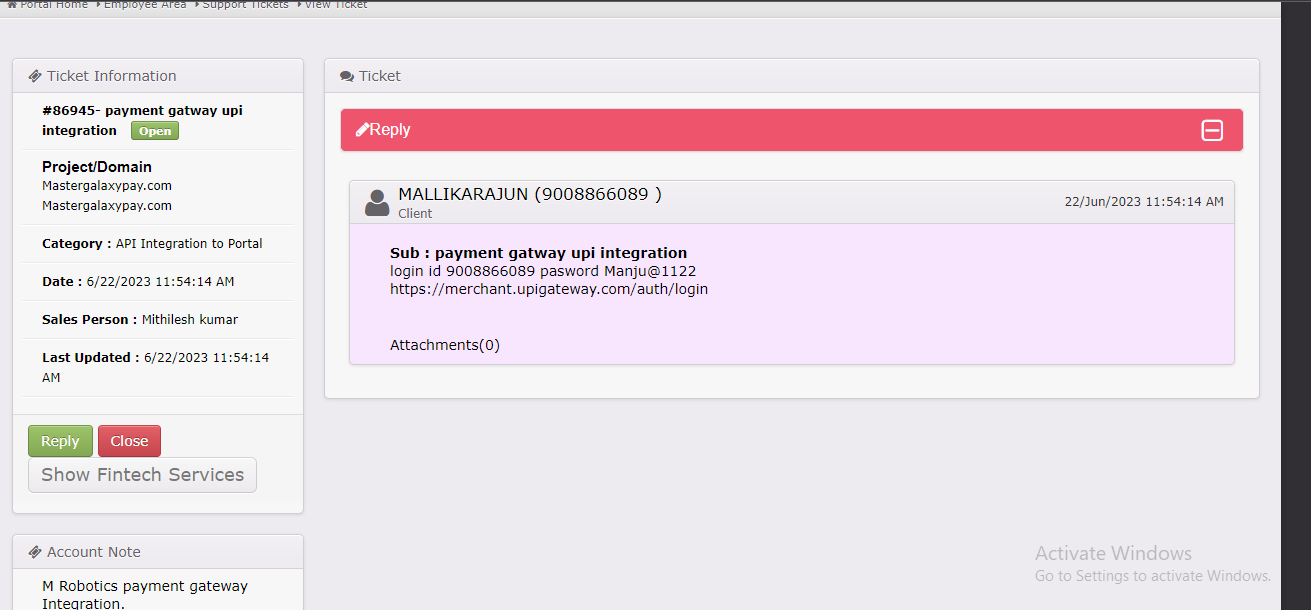 Portal Home Employee Area Support Tickets View Ticket
Ticket Information
#86945- payment gatway upi
integration Open
Project/Domain
Mastergalaxypay.com
Mastergalaxypay.com
Category : API Integration to Portal
Date : 6/22/2023 11:54:14 AM
Sales Person : Mithilesh kumar
Last Updated : 6/22/2023 11:54:14
AM
Reply Close
Show Fintech Services
Account Note
M Robotics payment gateway
Integration.
Ticket
Reply
MALLIKARAJUN (9008866089 )
Client
22/Jun/2023 11:54:14 AM
Sub : payment gatway upi integration
login id 9008866089 pasword Manju@1122
https://merchant.upigateway.com/auth/login
Attachments(0)
Activate Windows
Go to Settings to activate Windows.